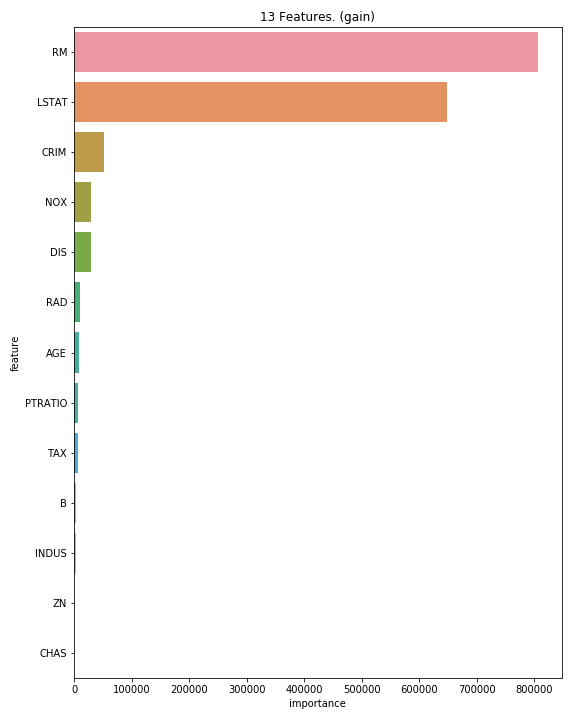 13 Features. (gain)
RM
LSTAT
CRIM
NOX
DIS
RAD
AGE
PTRATIO
TAX
B
INDUS
ZN
CHAS
feature
0 100000 200000 300000 400000 500000 600000 700000 800000
importance